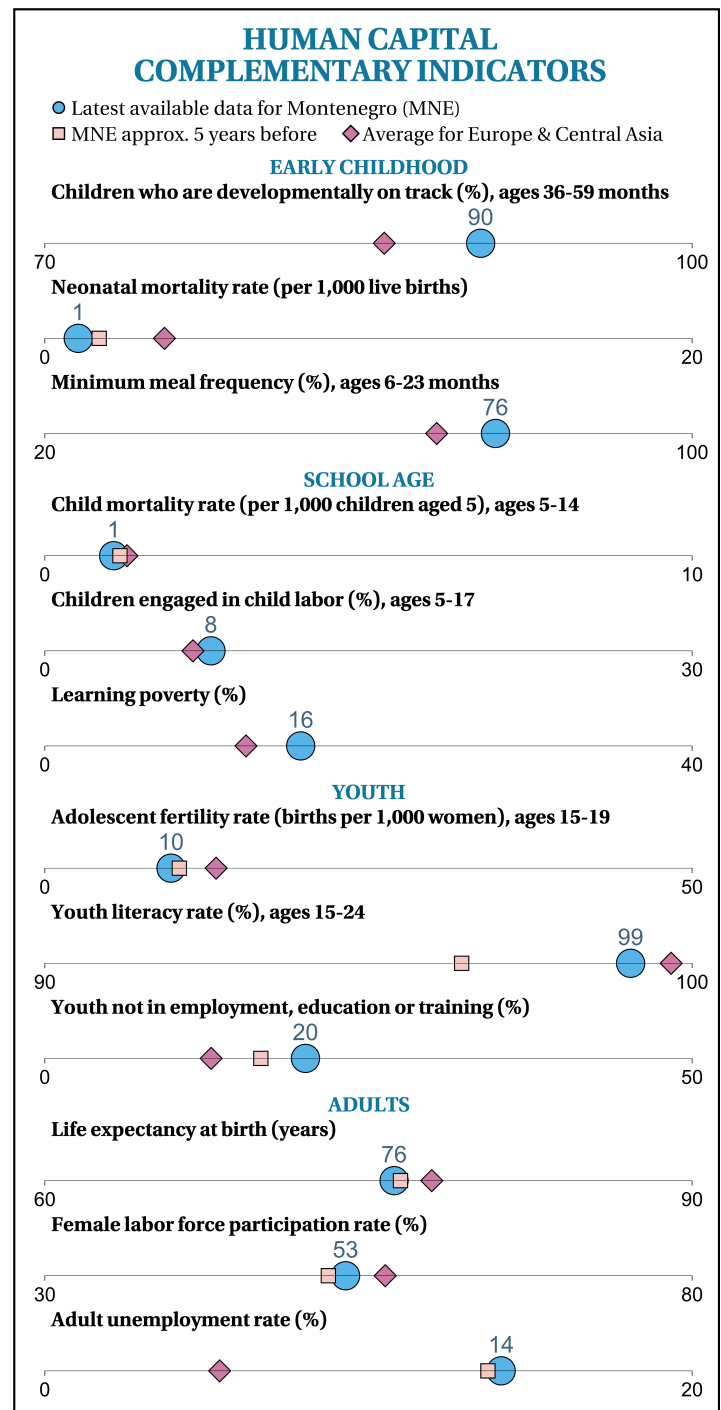 HUMAN CAPITAL
COMPLEMENTARY INDICATORS
Latest available data for Montenegro (MNE)
MNE approx. 5 years before Average for Europe & Central Asia
EARLY CHILDHOOD
Children who are developmentally on track (%), ages 36-59 months
90
70 100
Neonatal mortality rate (per 1,000 live births)
1
0 20
Minimum meal frequency (%), ages 6-23 months
76
20 100
SCHOOL AGE
Child mortality rate (per 1,000 children aged 5), ages 5-14
1
0 10
Children engaged in child labor (%), ages 5-17
8
0 30
Learning poverty (%)
16
0 40
YOUTH
Adolescent fertility rate (births per 1,000 women), ages 15-19
10
0 50
Youth literacy rate (%), ages 15-24
99
90 100
Youth not in employment, education or training (%)
20
0 50
ADULTS
Life expectancy at birth (years)
76
60 90
Female labor force participation rate (%)
53
30 80
Adult unemployment rate (%)
14
0 20